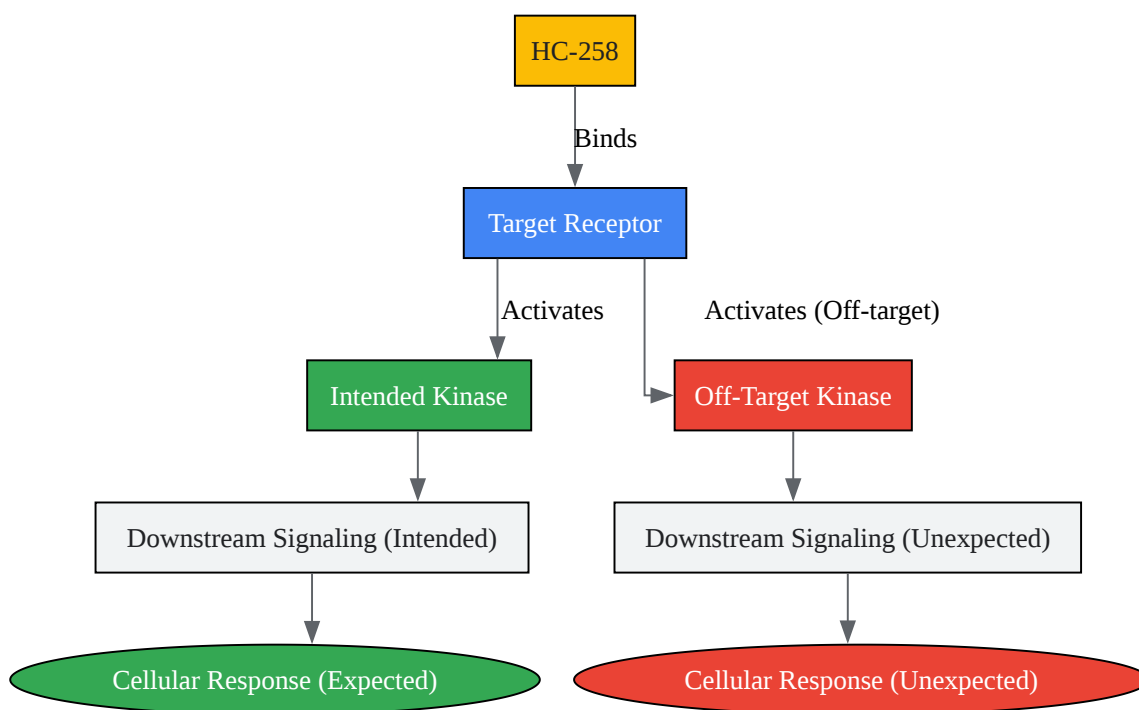 HC-258
Binds
Target Receptor
Activates
Activates (Off-target)
Intended Kinase
Off-Target Kinase
Downstream Signaling (Intended)
Downstream Signaling (Unexpected)
Cellular Response (Expected)
Cellular Response (Unexpected)